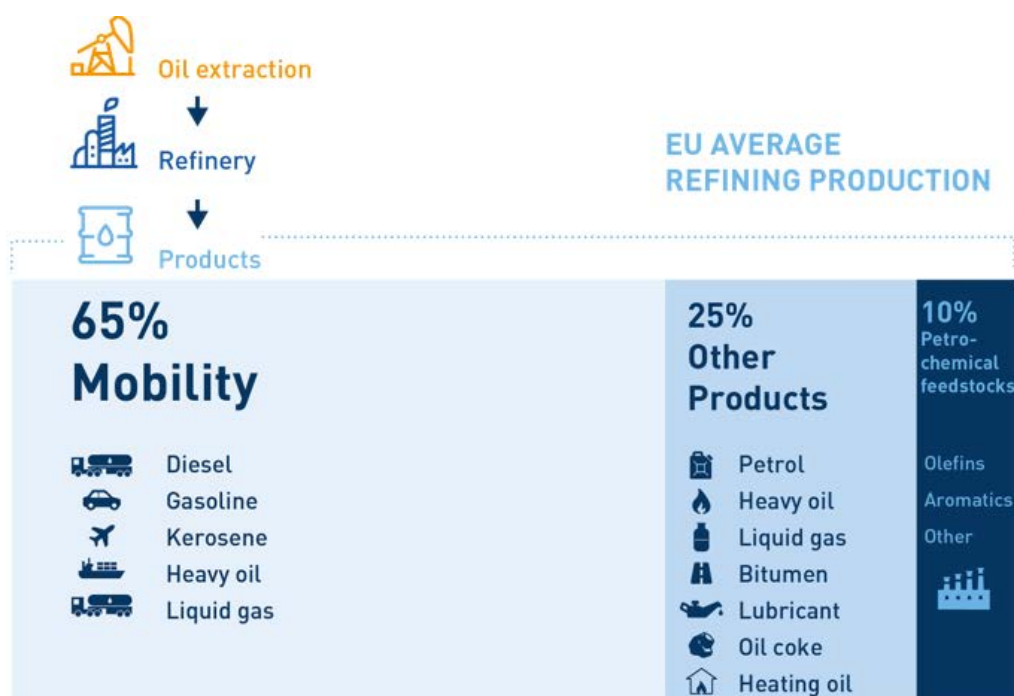 Oil extraction
Refinery
Products
EU AVERAGE
REFINING PRODUCTION
65%
Mobility
Diesel
Gasoline
Kerosene
Heavy oil
Liquid gas
25%
Other
Products
Petrol
Heavy oil
Liquid gas
Bitumen
Lubricant
Oil coke
Heating oil
10%
Petro-
chemical
feedstocks
Olefins
Aromatics
Other